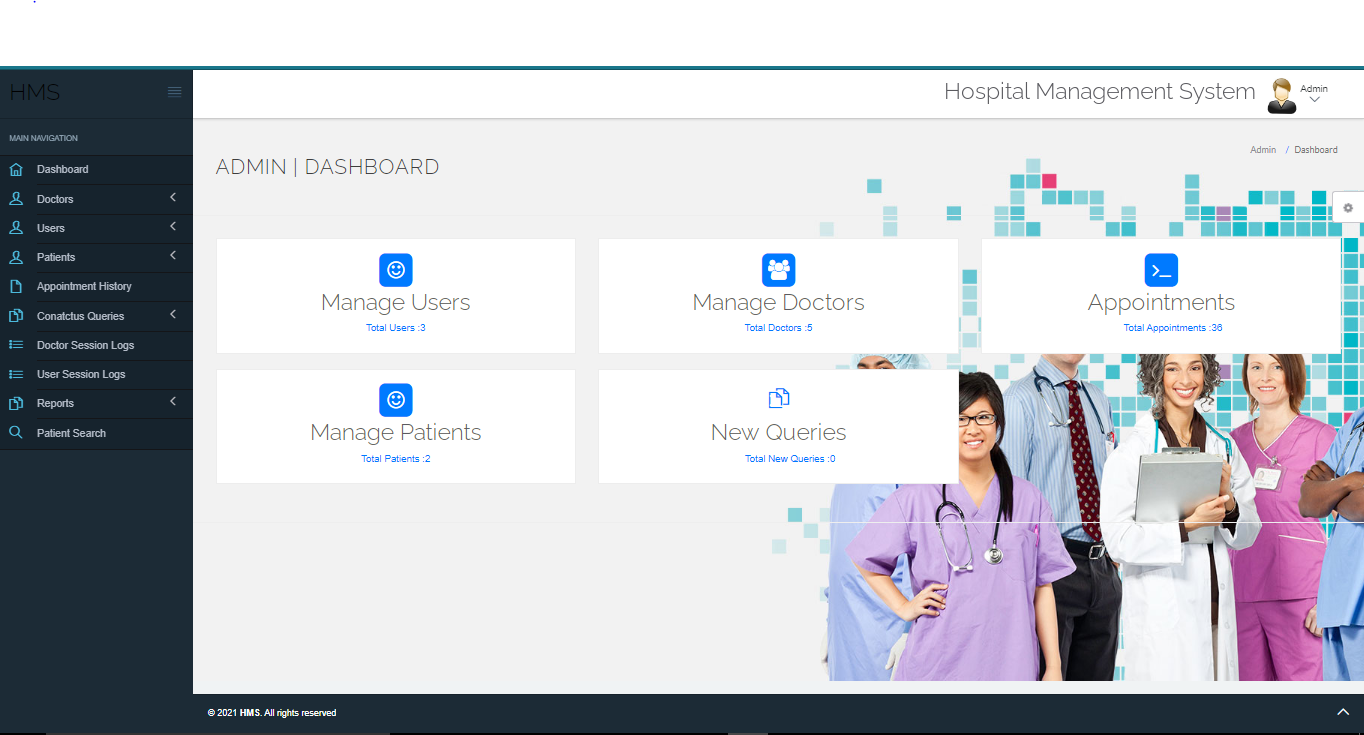 HMS
Hospital Management System
Admin
MAIN NAVIGATION
Dashboard
Doctors
Users
Patients
Appointment History
Conatctus Queries
Doctor Session Logs
User Session Logs
Reports
Patient Search
ADMIN | DASHBOARD
Admin / Dashboard
Manage Users
Total Users :3
Manage Doctors
Total Doctors :5
Appointments
Total Appointments :36
Manage Patients
Total Patients :2
New Queries
Total New Queries :0
© 2021 HMS. All rights reserved